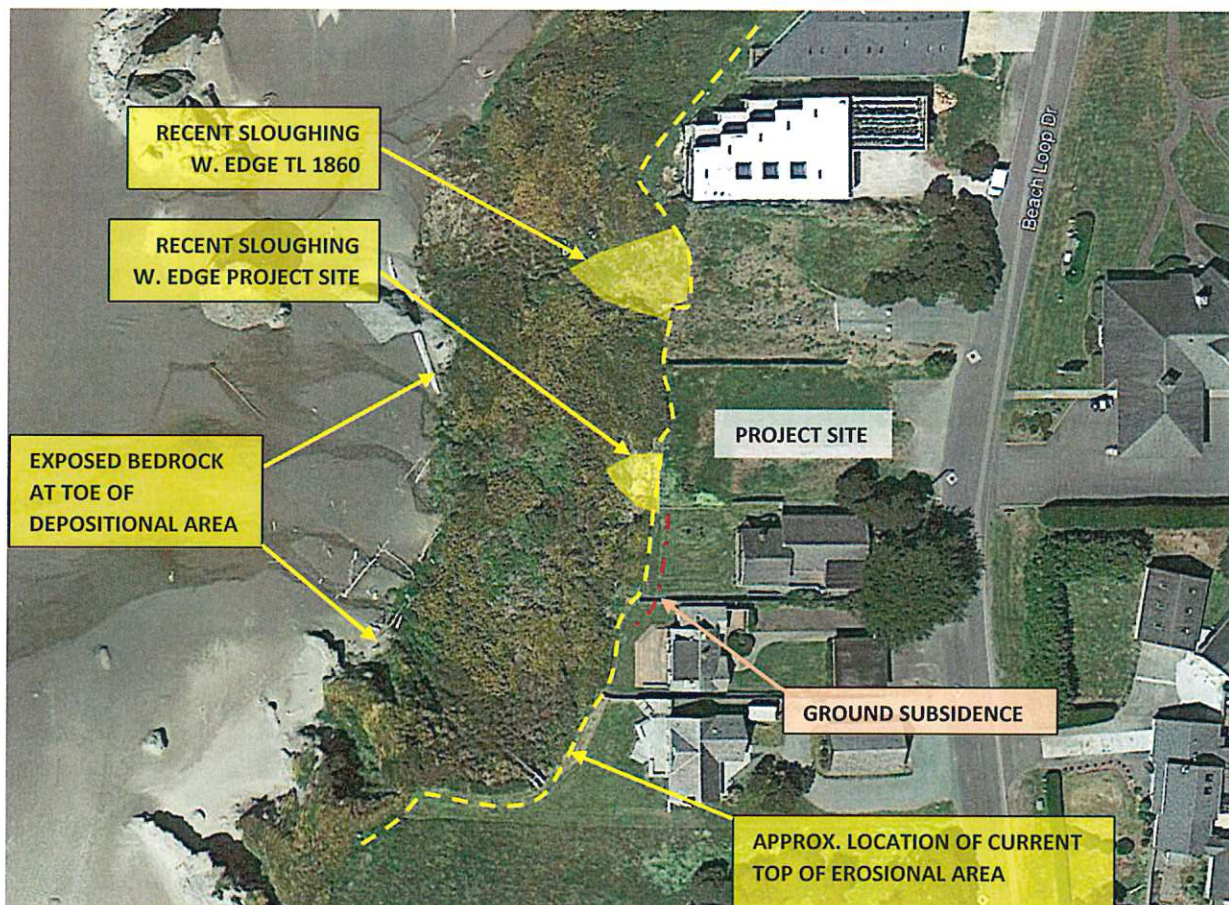 RECENT SLOUGHING
W. EDGE TL 1860
RECENT SLOUGHING
W. EDGE PROJECT SITE
Beach Loop Dr
PROJECT SITE
EXPOSED BEDROCK
AT TOE OF
DEPOSITIONAL AREA
GROUND SUBSIDENCE
APPROX. LOCATION OF CURRENT
TOP OF EROSIONAL AREA